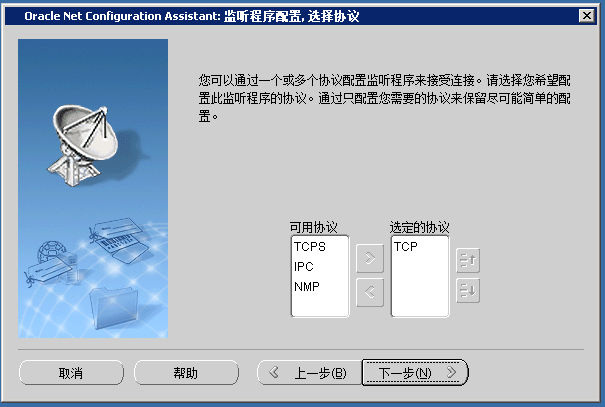 Oracle Net Configuration Assistant: 监听程序配置, 选择协议
您可以通过一个或多个协议配置监听程序来接受连接。请选择您希望配
置此监听程序的协议。通过只配置您需要的协议来保留尽可能简单的配
置。
可用协议
选定的协议
TCPS
IPC
NMP
TCP
取消
帮助
上一步(B)
下一步(N)